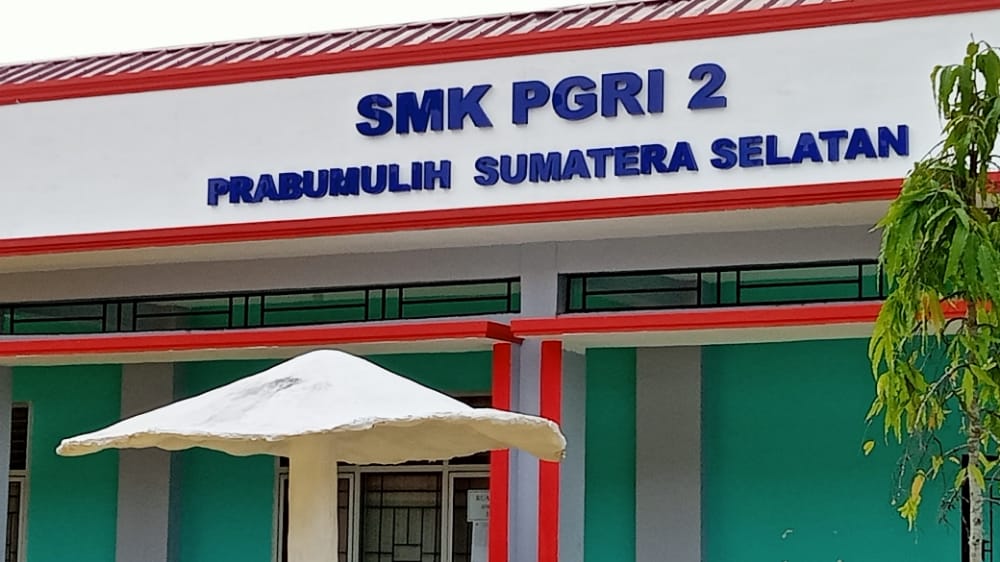 SMK PGRI 2
PRABUMULIH SUMATERA SELATAN